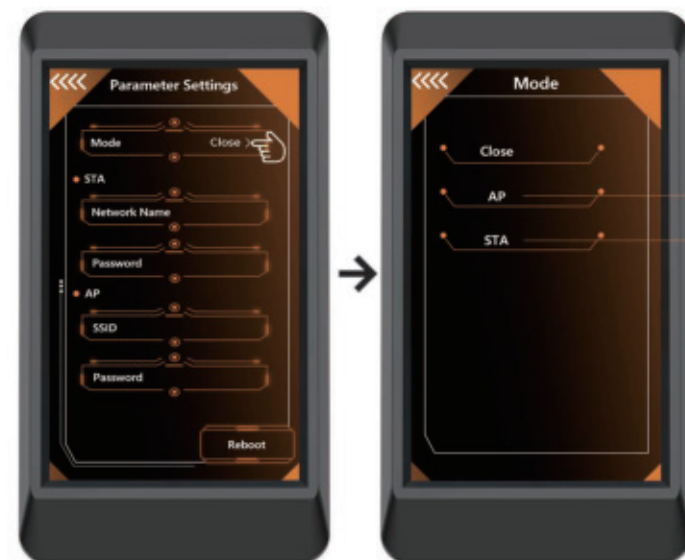 Parameter Settings
Mode Close >
STA
Network Name
Password
AP
SSID
Password
Reboot
Mode
Close
AP
STA